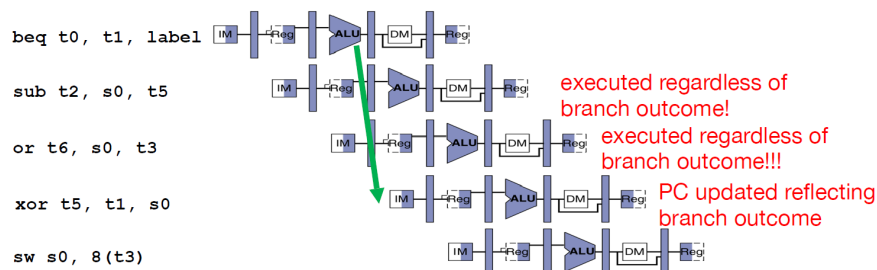 beq t0, t1, label IM Reg ALU DM Reg
sub t2, s0, t5 IM Reg ALU DM Reg
executed regardless of
branch outcome!
or t6, s0, t3 IM Reg ALU DM Reg
executed regardless of
branch outcome!!!
xor t5, t1, s0 IM Reg ALU DM Reg
PC updated reflecting
branch outcome
sw s0, 8(t3) IM Reg ALU DM Reg